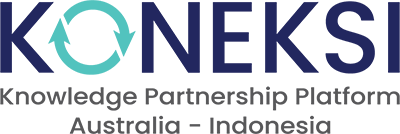 KONEKSI
Knowledge Partnership Platform
Australia - Indonesia